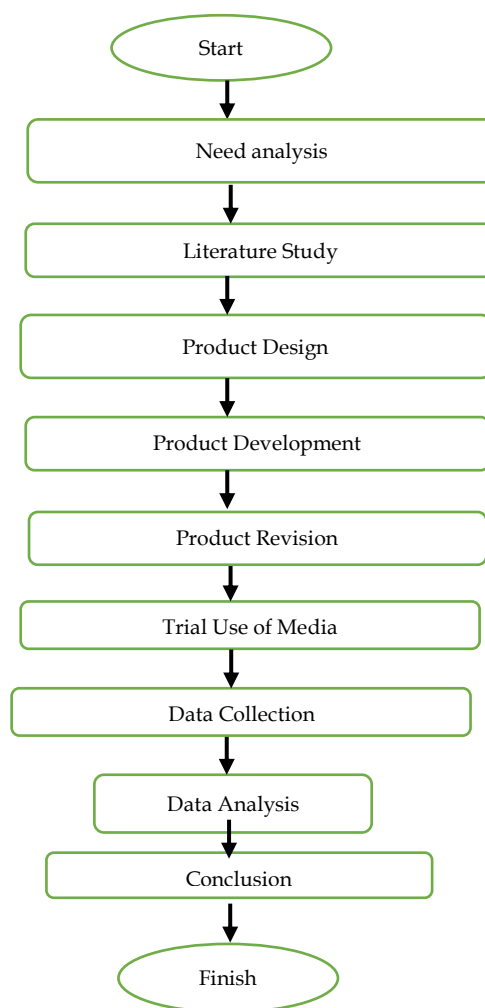 Start
Need analysis
Literature Study
Product Design
Product Development
Product Revision
Trial Use of Media
Data Collection
Data Analysis
Conclusion
Finish